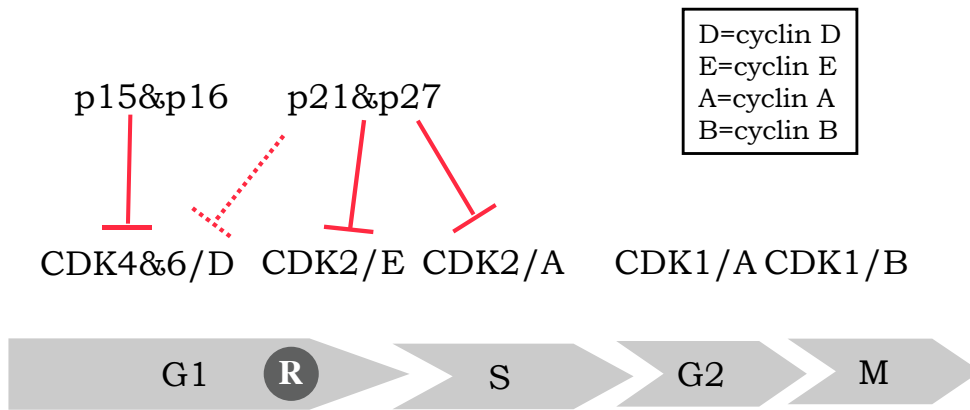 D=cyclin D
E=cyclin E
A=cyclin A
B=cyclin B
p15&p16 p21&p27
CDK4&6/D CDK2/E CDK2/A CDK1/A CDK1/B
G1 R S G2 M